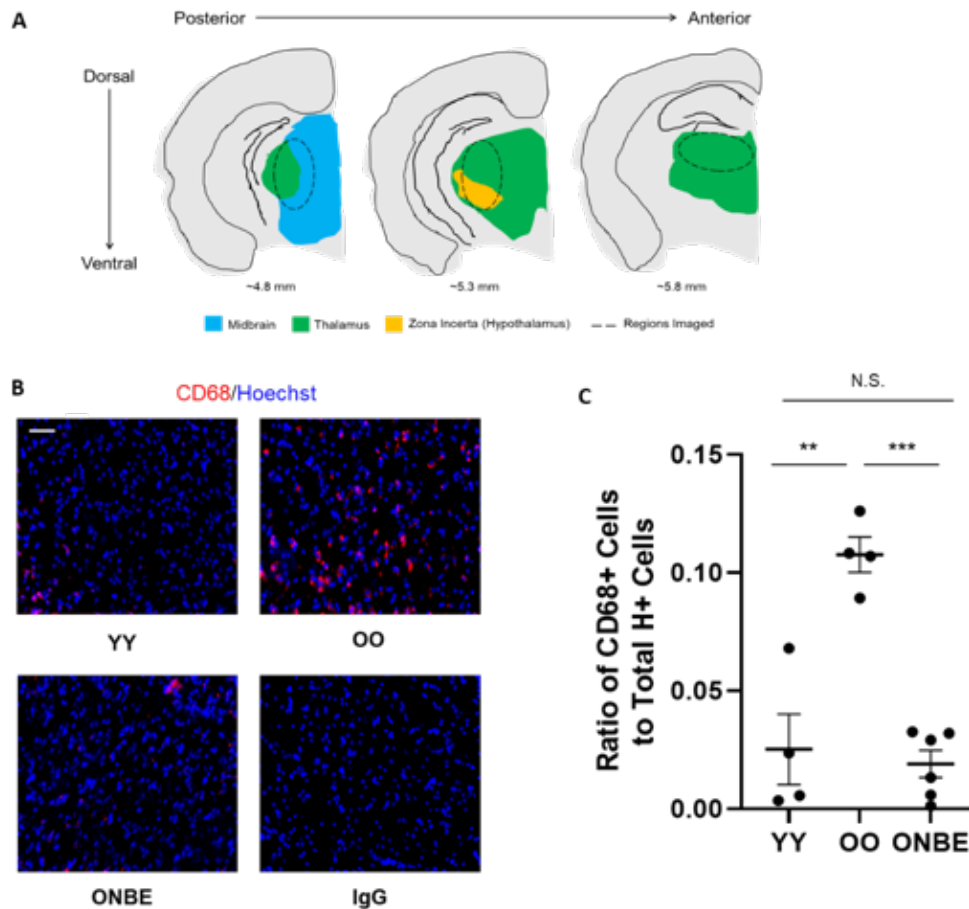 A
Posterior
Anterior
Dorsal
Ventral
~4.8 mm
~5.3 mm
~5.8 mm
Midbrain
Thalamus
Zona Incerta (Hypothalamus)
Regions Imaged
B
CD68/Hoechst
YY
OO
ONBE
IgG
C
N.S.
**
***
Ratio of CD68+ Cells
to Total H+ Cells
0.15
0.10
0.05
0.00
YY
OO
ONBE